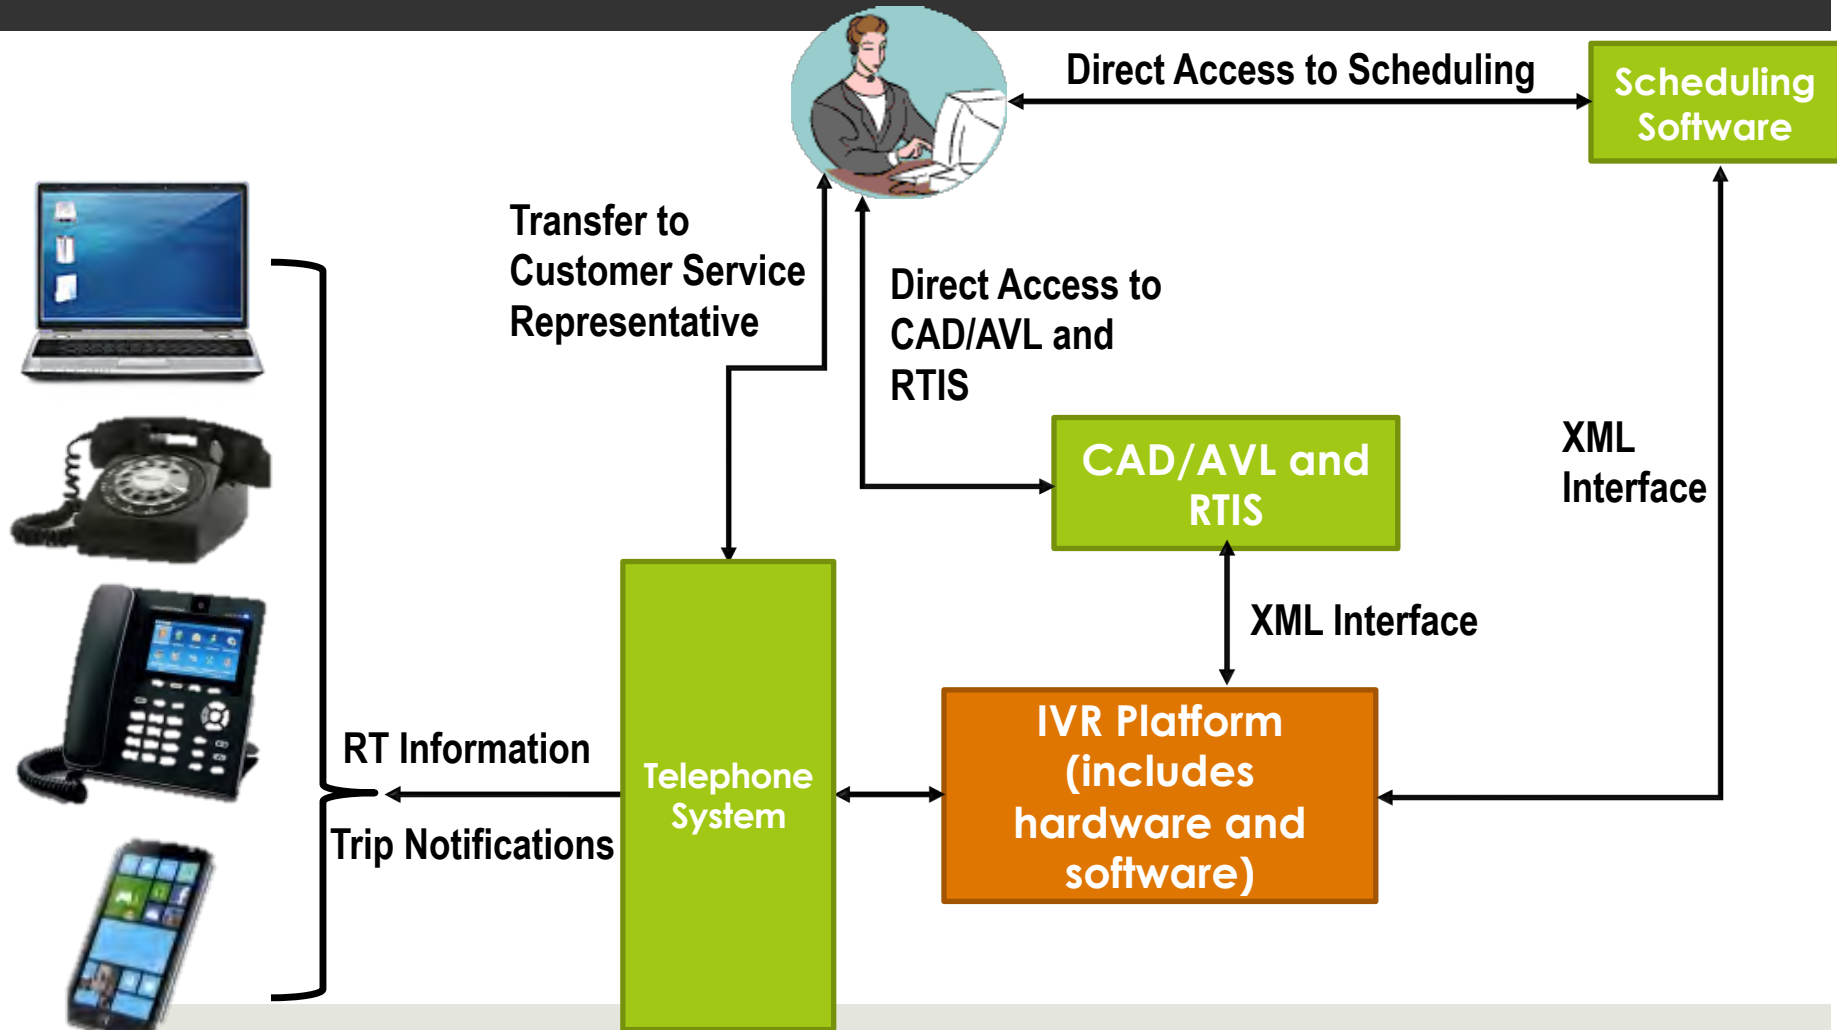 Direct Access to Scheduling
Scheduling
Software
Transfer to
Customer Service
Representative
Direct Access to
CAD/AVL and
RTIS
CAD/AVL and
RTIS
XML
Interface
XML Interface
IVR Platform
(includes
hardware and
software)
RT Information
Trip Notifications
Telephone
System